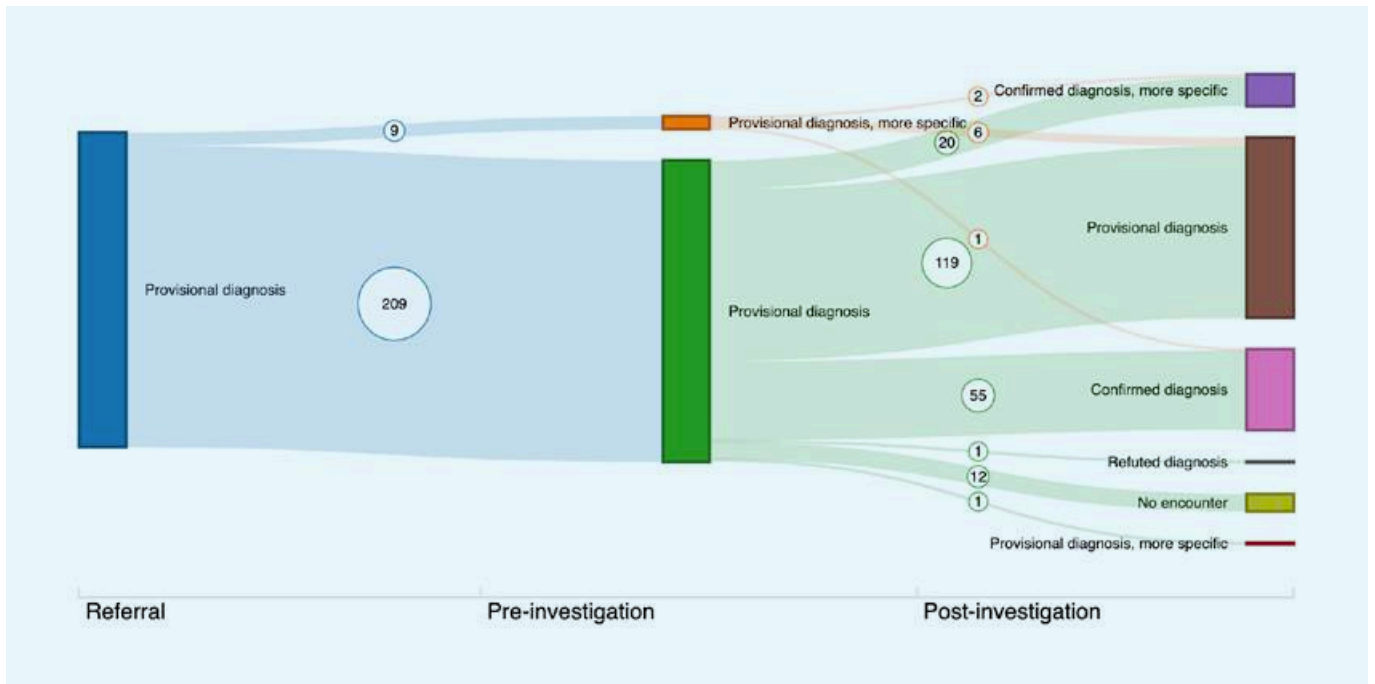 2
Confirmed diagnosis, more specific
9
Provisional diagnosis, more specific
6
20
Provisional diagnosis
1
119
Provisional diagnosis
209
Provisional diagnosis
Confirmed diagnosis
55
1
Refuted diagnosis
12
No encounter
1
Provisional diagnosis, more specific
Referral
Pre-investigation
Post-investigation